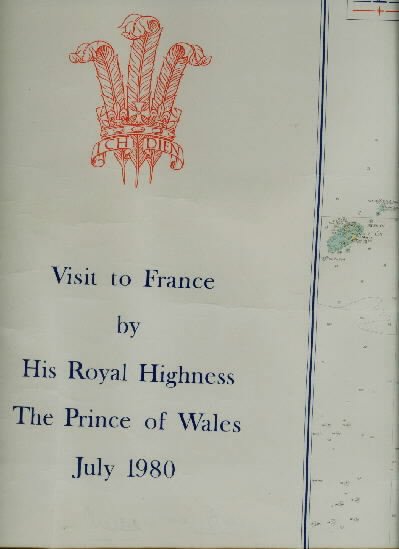 ICH DIEN
Visit to France
by
His Royal Highness
The Prince of Wales
July 1980